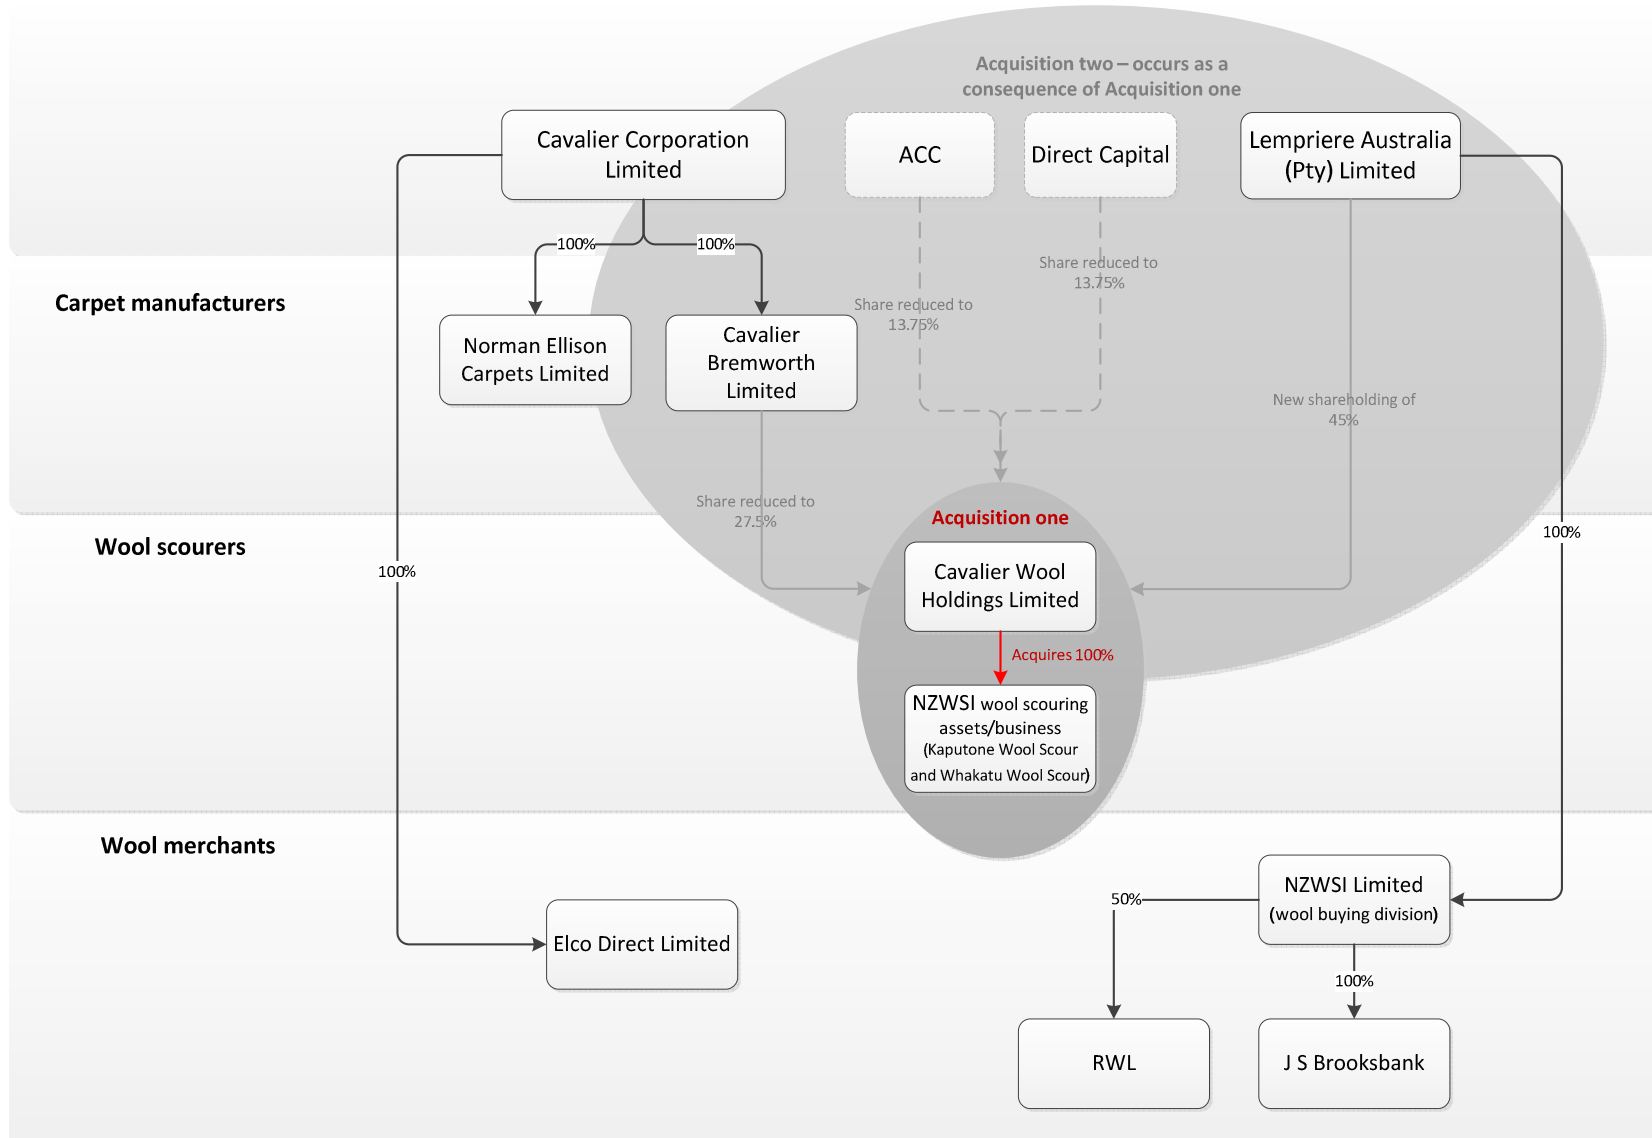 Acquisition two – occurs as a
consequence of Acquisition one
Cavalier Corporation
Limited
ACC
Direct Capital
Lempriere Australia
(Pty) Limited
100%
100%
Share reduced to
13.75%
Carpet manufacturers
Share reduced to
13.75%
Norman Ellison
Carpets Limited
Cavalier
Bremworth
Limited
New shareholding of
45%
Share reduced to
27.5%
Acquisition one
100%
Wool scourers
100%
Cavalier Wool
Holdings Limited
Acquires 100%
NZWSI wool scouring
assets/business
(Kaputone Wool Scour
and Whakatu Wool Scour)
Wool merchants
NZWSI Limited
(wool buying division)
50%
Elco Direct Limited
100%
RWL
J S Brooksbank